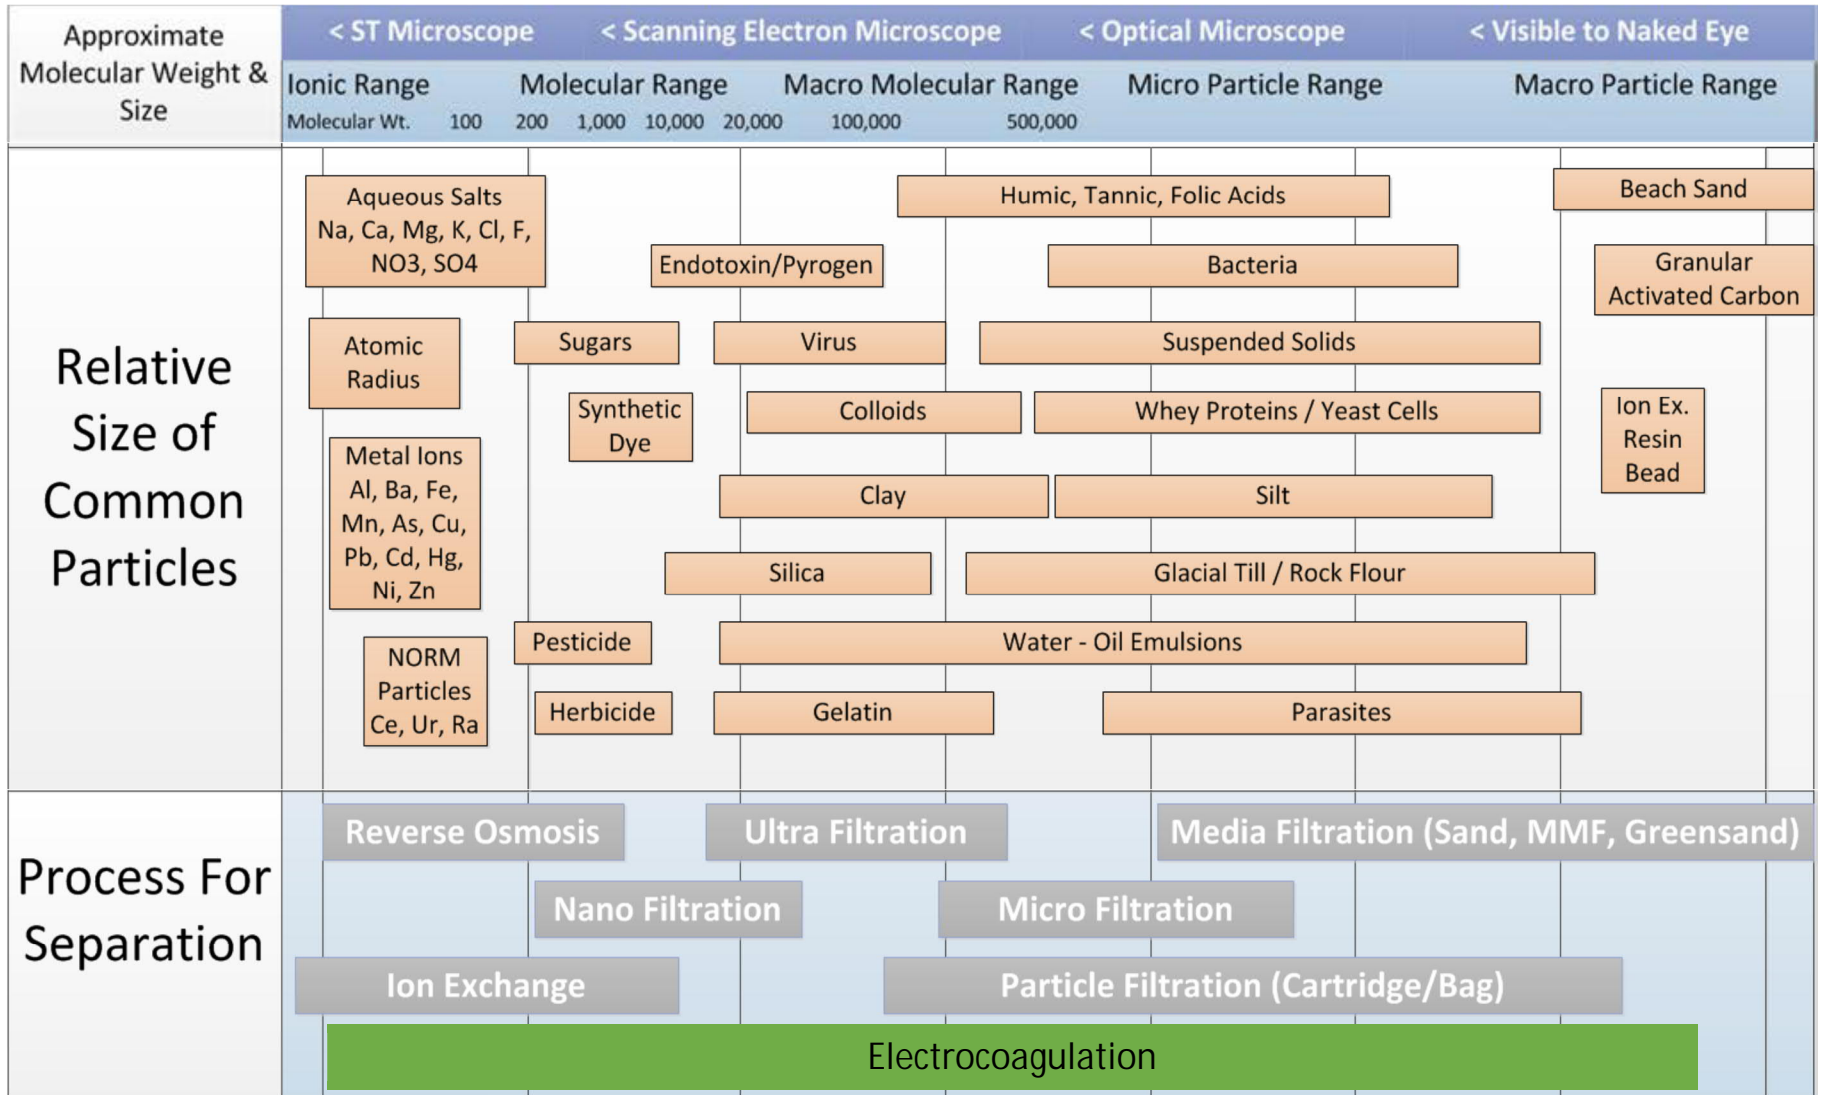 Approximate
Molecular Weight &
Size
< ST Microscope
< Scanning Electron Microscope
< Optical Microscope
< Visible to Naked Eye
Ionic Range
Molecular Range
Macro Molecular Range
Micro Particle Range
Macro Particle Range
Molecular Wt. 100 200 1,000 10,000 20,000 100,000 500,000
Relative
Size of
Common
Particles
Aqueous Salts
Na, Ca, Mg, K, Cl, F,
NO3, SO4
Humic, Tannic, Folic Acids
Beach Sand
Endotoxin/Pyrogen
Bacteria
Granular
Activated Carbon
Atomic
Radius
Sugars
Virus
Suspended Solids
Synthetic
Dye
Colloids
Whey Proteins / Yeast Cells
Ion Ex.
Resin
Bead
Metal Ions
Al, Ba, Fe,
Mn, As, Cu,
Pb, Cd, Hg,
Ni, Zn
Clay
Silt
Silica
Glacial Till / Rock Flour
NORM
Particles
Ce, Ur, Ra
Pesticide
Water - Oil Emulsions
Herbicide
Gelatin
Parasites
Process For
Separation
Reverse Osmosis
Ultra Filtration
Media Filtration (Sand, MMF, Greensand)
Nano Filtration
Micro Filtration
Ion Exchange
Particle Filtration (Cartridge/Bag)
Electrocoagulation